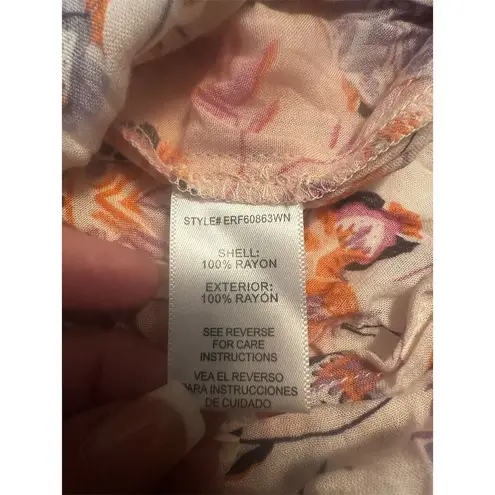 STYLE# ERF60863WN
SHELL:
100% RAYON
EXTERIOR:
100% RAYÓN
SEE REVERSE
FOR CARE
INSTRUCTIONS
VEA EL REVERSO
PARA INSTRUCCIONES
DE CUIDADO